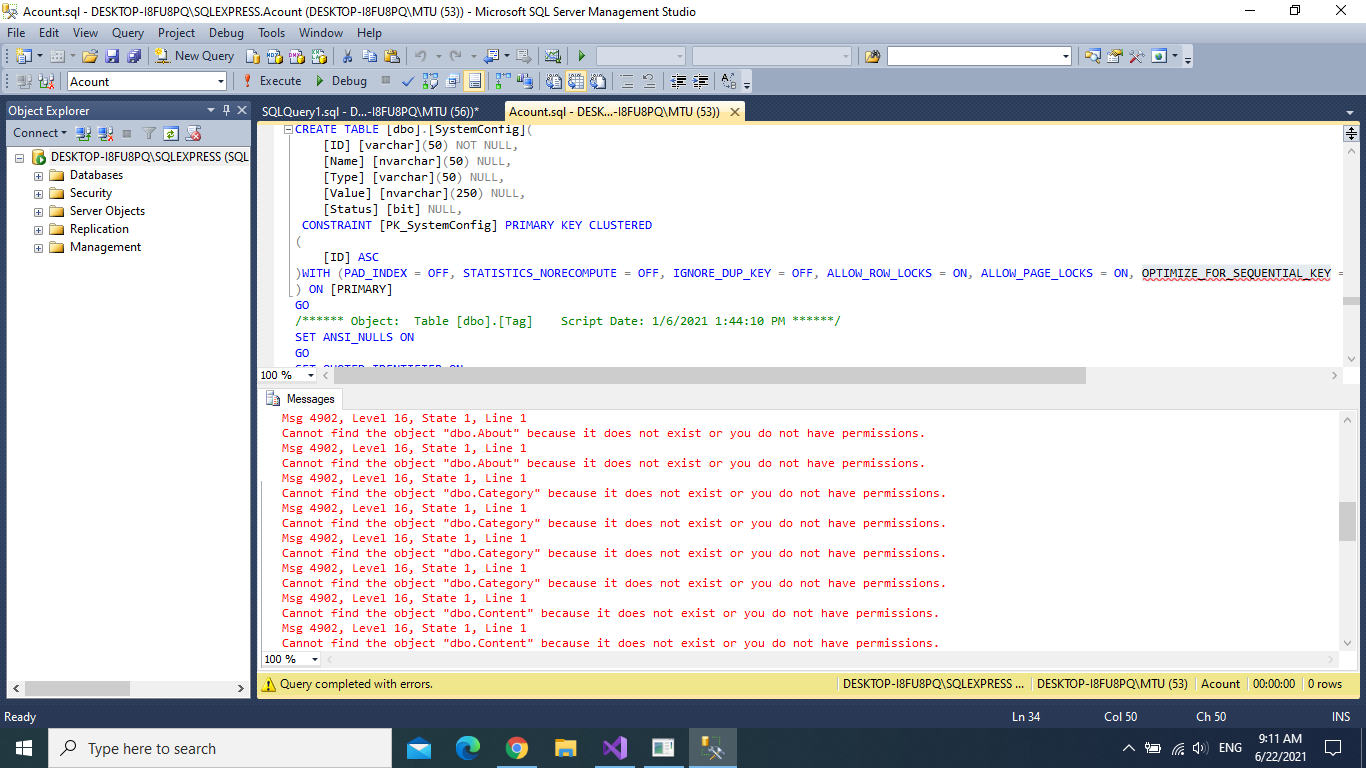 Acount.sql - DESKTOP-I8FU8PQ\SQLEXPRESS.Acount (DESKTOP-I8FU8PQ\MTU (53)) - Microsoft SQL Server Management Studio
File Edit View Query Project Debug Tools Window Help
New Query
Acount Execute Debug
Object Explorer
Connect
DESKTOP-I8FU8PQ\SQLEXPRESS (SQL
Databases
Security
Server Objects
Replication
Management
SQLQuery1.sql - D...-I8FU8PQ\MTU (56))* Acount.sql - DESK...-I8FU8PQ\MTU (53))
CREATE TABLE [dbo].[SystemConfig](
[ID] [varchar](50) NOT NULL,
[Name] [nvarchar](50) NULL,
[Type] [varchar](50) NULL,
[Value] [nvarchar](250) NULL,
[Status] [bit] NULL,
CONSTRAINT [PK_SystemConfig] PRIMARY KEY CLUSTERED
(
[ID] ASC
)WITH (PAD_INDEX = OFF, STATISTICS_NORECOMPUTE = OFF, IGNORE_DUP_KEY = OFF, ALLOW_ROW_LOCKS = ON, ALLOW_PAGE_LOCKS = ON, OPTIMIZE_FOR_SEQUENTIAL_KEY =
) ON [PRIMARY]
GO
/****** Object:  Table [dbo].[Tag]    Script Date: 1/6/2021 1:44:10 PM ******/
SET ANSI_NULLS ON
GO
SET QUOTED_IDENTIFIER ON
100 %
Messages
Msg 4902, Level 16, State 1, Line 1
Cannot find the object "dbo.About" because it does not exist or you do not have permissions.
Msg 4902, Level 16, State 1, Line 1
Cannot find the object "dbo.About" because it does not exist or you do not have permissions.
Msg 4902, Level 16, State 1, Line 1
Cannot find the object "dbo.Category" because it does not exist or you do not have permissions.
Msg 4902, Level 16, State 1, Line 1
Cannot find the object "dbo.Category" because it does not exist or you do not have permissions.
Msg 4902, Level 16, State 1, Line 1
Cannot find the object "dbo.Category" because it does not exist or you do not have permissions.
Msg 4902, Level 16, State 1, Line 1
Cannot find the object "dbo.Category" because it does not exist or you do not have permissions.
Msg 4902, Level 16, State 1, Line 1
Cannot find the object "dbo.Content" because it does not exist or you do not have permissions.
Msg 4902, Level 16, State 1, Line 1
Cannot find the object "dbo.Content" because it does not exist or you do not have permissions.
100 %
Query completed with errors. DESKTOP-I8FU8PQ\SQLEXPRESS ... DESKTOP-I8FU8PQ\MTU (53) Acount 00:00:00 0 rows
Ready Ln 34 Col 50 Ch 50 INS
Type here to search ENG 9:11 AM
6/22/2021